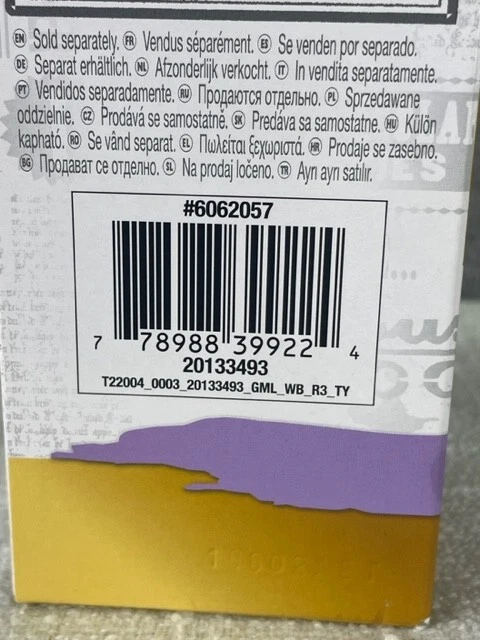 EN Sold separately. FR Vendus séparément. ES Se venden por separado.
DE Separat erhältlich. NL Afzonderlijk verkocht. IT In vendita separatamente.
PT Vendidos separadamente. RU Продаются отдельно. PL Sprzedawane
oddzielnie. CZ Prodává se samostatně. SK Predáva sa samostatne. HU Külön
kapható. RO Se vând separat. EL Πωλείται ξεχωριστά. HR Prodaje se zasebno.
BG Продават се отделно. SL Na prodaj ločeno. TR Ayrı ayrı satılır.
#6062057
7 78988 39922 4
20133493
T22004_0003_20133493_GML_WB_R3_TY